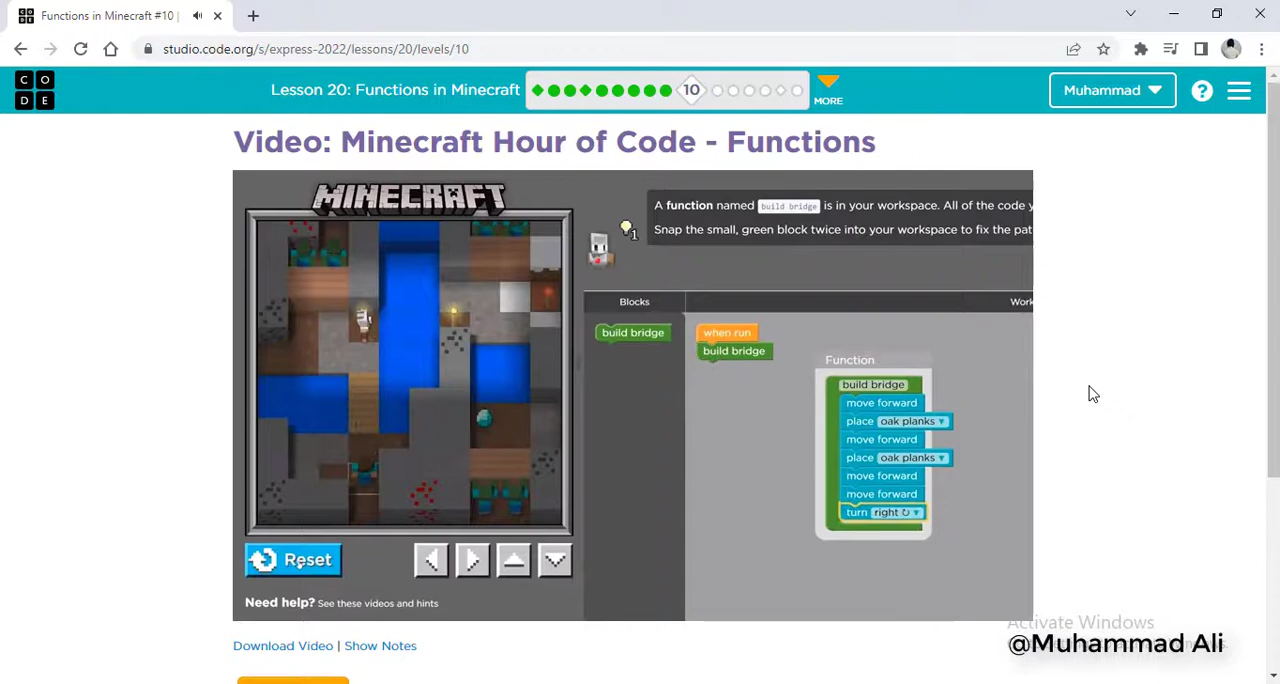 Functions in Minecraft #10 |
studio.code.org/s/express-2022/lessons/20/levels/10
C O D E
Lesson 20: Functions in Minecraft
10
MORE
Muhammad
?
Video: Minecraft Hour of Code - Functions
MINECRAFT
A function named build bridge is in your workspace. All of the code y
Snap the small, green block twice into your workspace to fix the pat
1
Blocks
Work
build bridge
when run
build bridge
Function
build bridge
move forward
place oak planks
move forward
place oak planks
move forward
move forward
turn right ↻
Reset
Need help? See these videos and hints
Download Video | Show Notes
Activate Windows
@Muhammad Ali